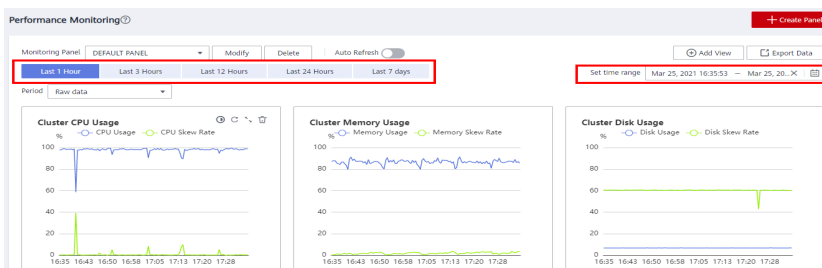 Performance Monitoring
+ Create Panel
Monitoring Panel DEFAULT PANEL Modify Delete Auto Refresh Add View Export Data
Last 1 Hour Last 3 Hours Last 12 Hours Last 24 Hours Last 7 days
Set time range Mar 25, 2021 16:35:53 – Mar 25, 20...
Period Raw data
Cluster CPU Usage
% CPU Usage CPU Skew Rate
100
80
60
40
20
0
16:35 16:43 16:50 16:58 17:05 17:13 17:20 17:28
Cluster Memory Usage
% Memory Usage Memory Skew Rate
100
80
60
40
20
0
16:35 16:43 16:50 16:58 17:05 17:13 17:20 17:28
Cluster Disk Usage
% Disk Usage Disk Skew Rate
100
80
60
40
20
0
16:35 16:43 16:50 16:58 17:05 17:13 17:20 17:28